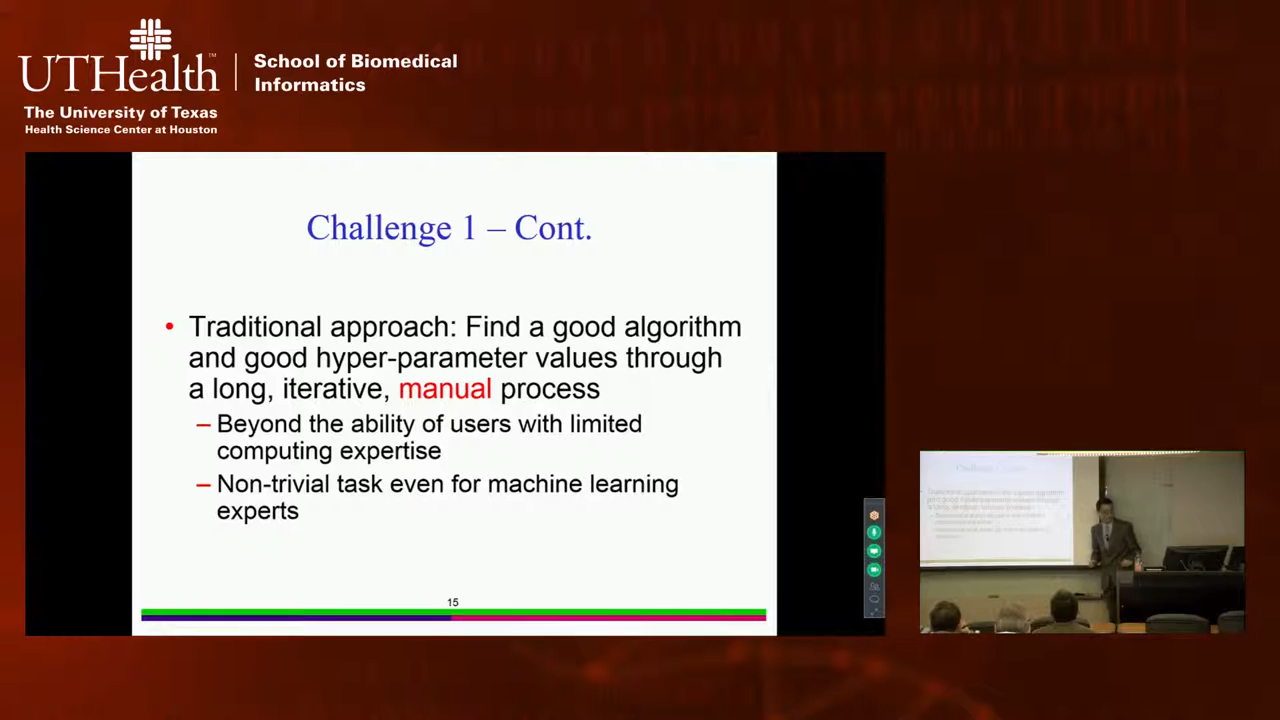 UTHealth™
The University of Texas
Health Science Center at Houston
School of Biomedical
Informatics
Challenge 1 – Cont.
• Traditional approach: Find a good algorithm
and good hyper-parameter values through
a long, iterative, manual process
– Beyond the ability of users with limited
computing expertise
– Non-trivial task even for machine learning
experts
15